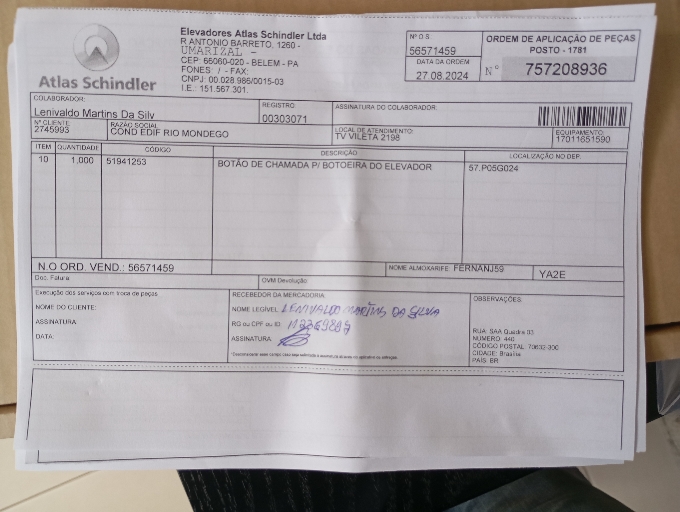 Atlas Schindler
Elevadores Atlas Schindler Ltda
R ANTONIO BARRETO, 1260 -
UMARIZAL -
CEP: 66060-020 - BELEM - PA
FONES: / - FAX:
CNPJ: 00.028.986/0015-03
I.E.: 151.567.301.
Nº O.S.
56571459
DATA DA ORDEM
27.08.2024
ORDEM DE APLICAÇÃO DE PEÇAS
POSTO - 1781
Nº 757208936
COLABORADOR:
Lenivaldo Martins Da Silv
REGISTRO:
00303071
ASSINATURA DO COLABORADOR:
Nº CLIENTE
2745993
RAZÃO SOCIAL
COND EDIF RIO MONDEGO
LOCAL DE ATENDIMENTO:
TV VILETA 2198
EQUIPAMENTO:
17011651590
ITEM QUANTIDADE CÓDIGO DESCRIÇÃO LOCALIZAÇÃO NO DEP.
10 1,000 51941253 BOTÃO DE CHAMADA P/ BOTOEIRA DO ELEVADOR 57.P05G024
N.O ORD. VEND.: 56571459
NOME ALMOXARIFE FERNANJ59
YA2E
Doc. Fatura:
OVM Devolução
Execução dos serviços com troca de peças
NOME DO CLIENTE:
ASSINATURA
DATA:
RECEBEDOR DA MERCADORIA:
NOME LEGÍVEL: LENIVALDO MARTINS DA SILVA
RG ou CPF ou ID:
ASSINATURA
OBSERVAÇÕES:
RUA: SAA Quadra 03
NÚMERO: 440
CÓDIGO POSTAL: 70632-300
CIDADE: Brasília
PAÍS: BR